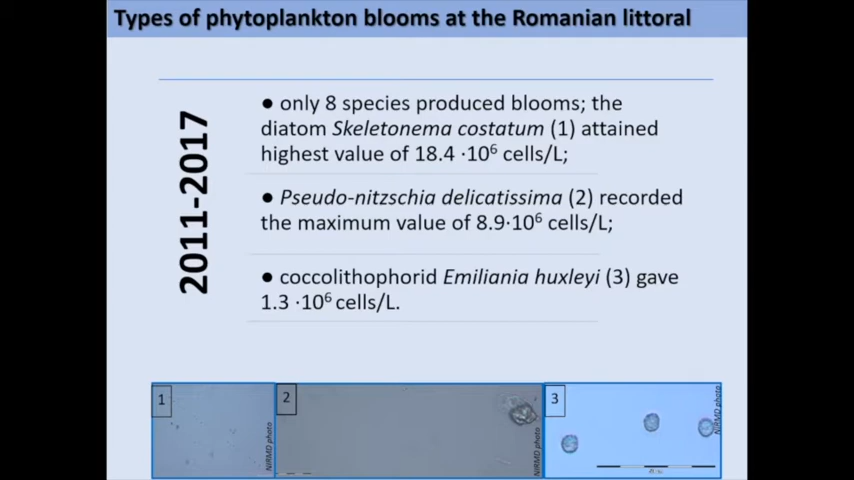 Types of phytoplankton blooms at the Romanian littoral
2011-2017
● only 8 species produced blooms; the
diatom Skeletonema costatum (1) attained
highest value of 18.4 ·10⁶ cells/L;
● Pseudo-nitzschia delicatissima (2) recorded
the maximum value of 8.9·10⁶ cells/L;
● coccolithophorid Emiliania huxleyi (3) gave
1.3 ·10⁶ cells/L.
1
NIRMD photo
2
NIRMD photo
3
NIRMD photo